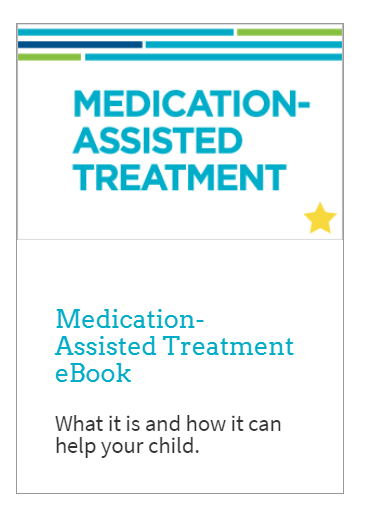 MEDICATION-
ASSISTED
TREATMENT
Medication-
Assisted Treatment
eBook
What it is and how it can
help your child.